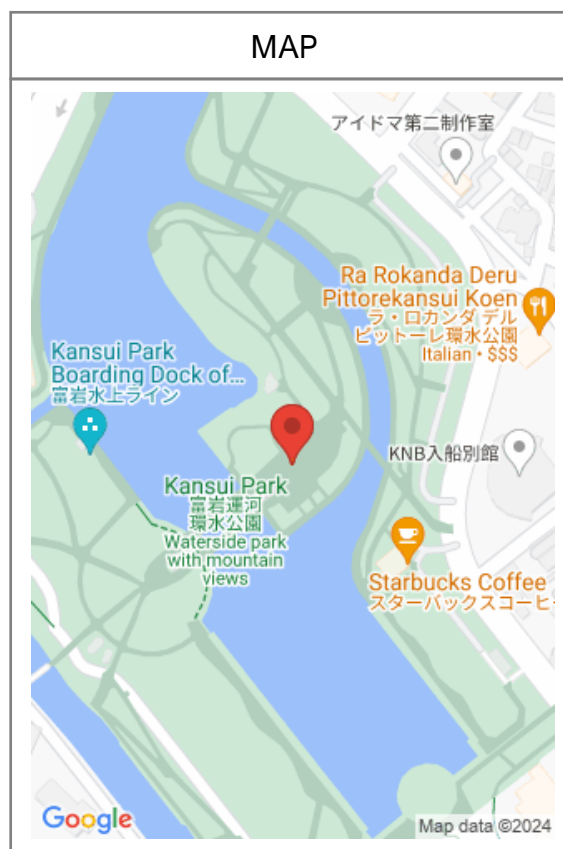 MAP
アイドマ第二制作室
Ra Rokanda Deru
Pittorekansui Koen
ラ・ロカンダ デル
ピットーレ環水公園
Italian • $$$
Kansui Park
Boarding Dock of...
富岩水上ライン
KNB入船別館
Kansui Park
富岩運河
環水公園
Waterside park
with mountain
views
Starbucks Coffee
スターバックスコーヒー
Google
Map data ©2024